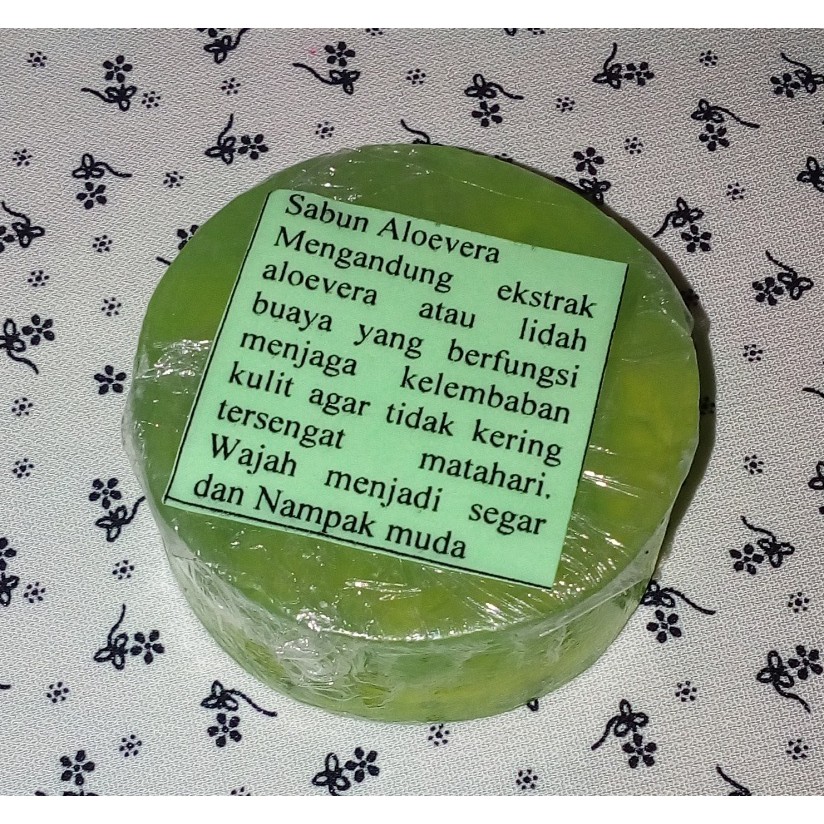 Sabun Aloevera
Mengandung ekstrak
aloevera atau lidah
buaya yang berfungsi
menjaga kelembaban
kulit agar tidak kering
tersengat matahari.
Wajah menjadi segar
dan Nampak muda